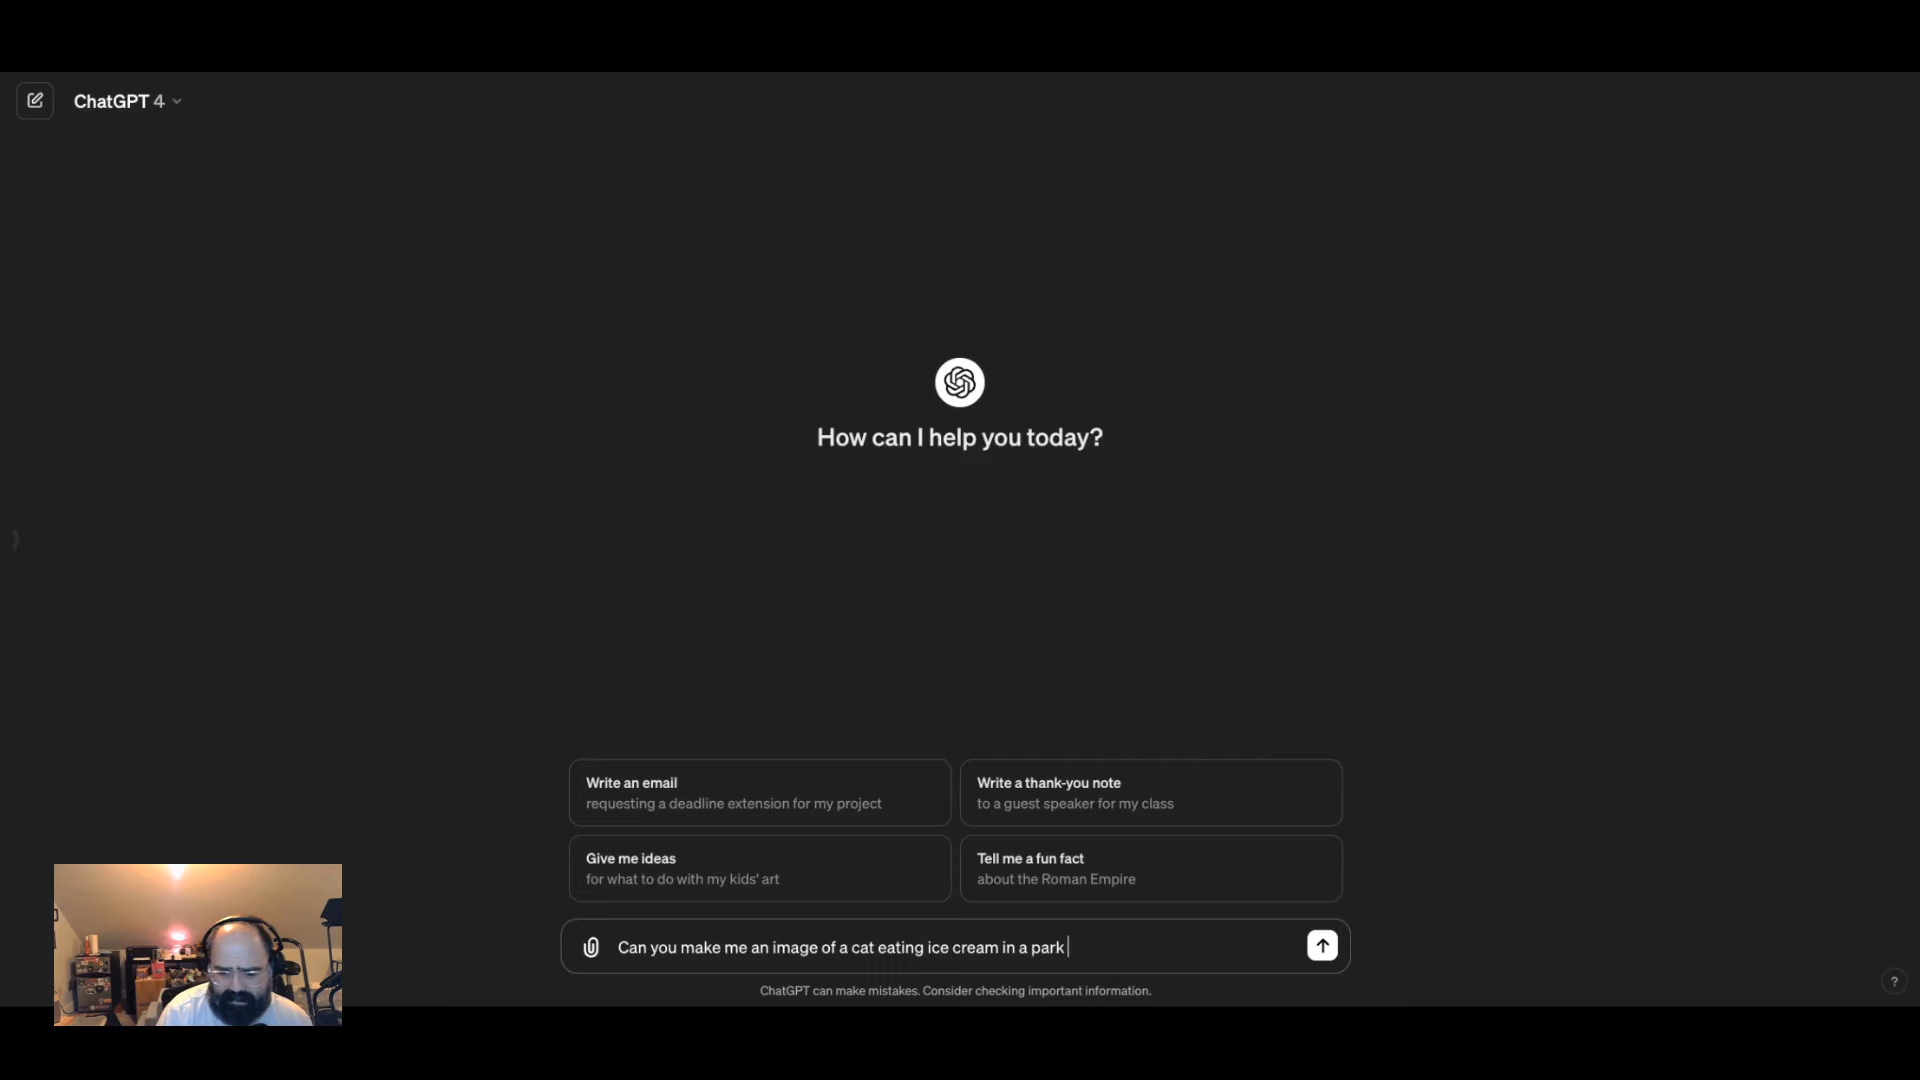 ChatGPT 4
How can I help you today?
Write an email
requesting a deadline extension for my project
Write a thank-you note
to a guest speaker for my class
Give me ideas
for what to do with my kids' art
Tell me a fun fact
about the Roman Empire
Can you make me an image of a cat eating ice cream in a park
ChatGPT can make mistakes. Consider checking important information.
?